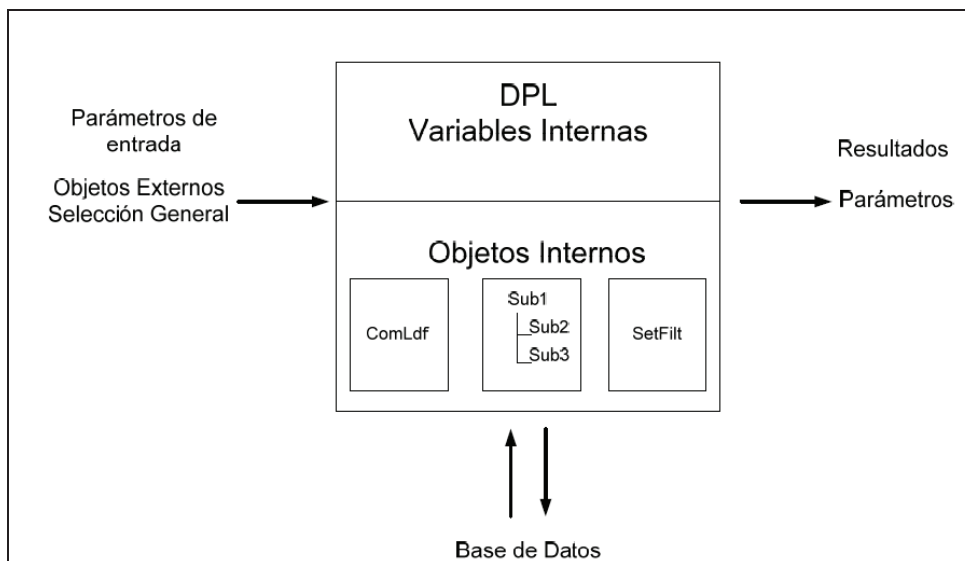 DPL
Variables Internas
Parámetros de
entrada
Objetos Externos
Selección General
Resultados
Parámetros
Objetos Internos
ComLdf
Sub1
Sub2
Sub3
SetFilt
Base de Datos